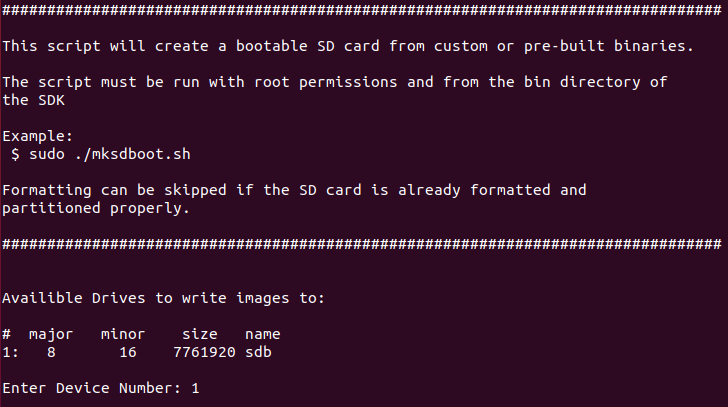 ################################################################################
This script will create a bootable SD card from custom or pre-built binaries.
The script must be run with root permissions and from the bin directory of
the SDK
Example:
$ sudo ./mksdboot.sh
Formatting can be skipped if the SD card is already formatted and
partitioned properly.
################################################################################
Availible Drives to write images to:
#  major   minor    size   name
1:   8       16    7761920 sdb
Enter Device Number: 1